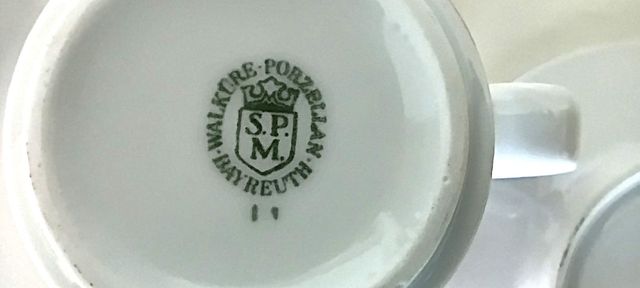 WALKÜRE·PORZELLAN·
S.P.
M.
·BAYREUTH·